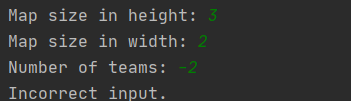 Map size in height: 3
Map size in width: 2
Number of teams: -2
Incorrect input.